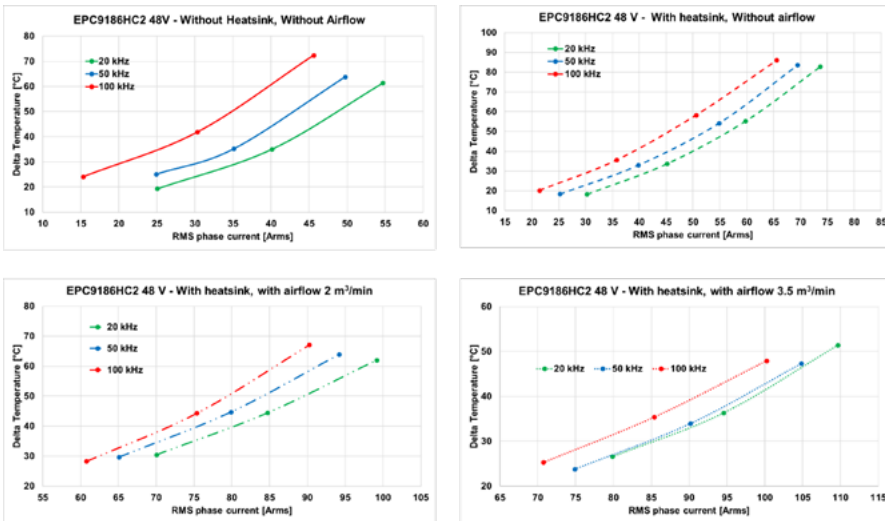 EPC9186HC2 48V - Without Heatsink, Without Airflow
80
70
60
50
40
30
20
10
Delta Temperature [°C]
20 kHz
50 kHz
100 kHz
10 15 20 25 30 35 40 45 50 55 60
RMS phase current [Arms]
EPC9186HC2 48 V - With heatsink, Without airflow
100
90
80
70
60
50
40
30
20
10
Delta Temperature [°C]
20 kHz
50 kHz
100 kHz
15 20 25 30 35 40 45 50 55 60 65 70 75 80 85
RMS phase current [Arms]
EPC9186HC2 48 V - With heatsink, with airflow 2 m³/min
80
70
60
50
40
30
20
Delta Temperature [°C]
20 kHz
50 kHz
100 kHz
55 60 65 70 75 80 85 90 95 100 105
RMS phase current [Arms]
EPC9186HC2 48 V - With heatsink, with airflow 3.5 m³/min
60
50
40
30
20
Delta Temperature [°C]
20 kHz 50 kHz 100 kHz
65 70 75 80 85 90 95 100 105 110 115
RMS phase current [Arms]